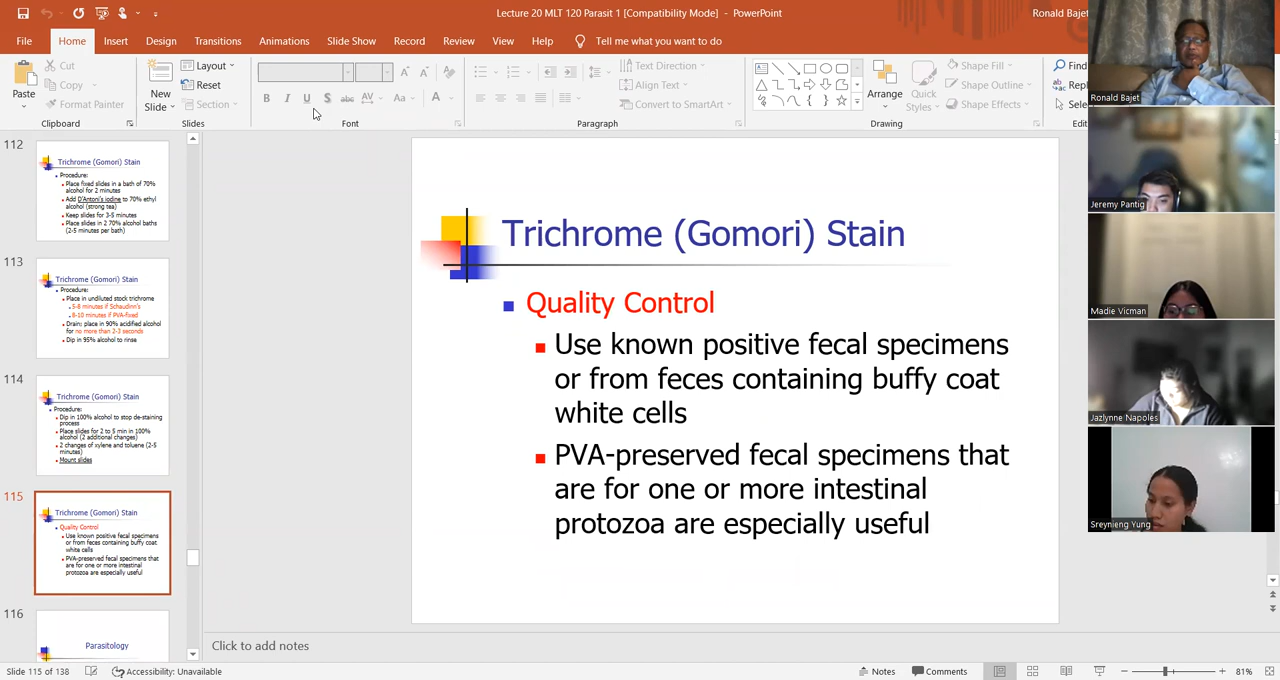 Lecture 20 MLT 120 Parasit 1 [Compatibility Mode] - PowerPoint
Ronald Bajet
File
Home
Insert
Design
Transitions
Animations
Slide Show
Record
Review
View
Help
Tell me what you want to do
Paste
Cut
Copy
Format Painter
Clipboard
New
Slide
Layout
Reset
Section
Slides
B I U S abc AV Aa A
Font
Text Direction
Align Text
Convert to SmartArt
Paragraph
Arrange
Quick
Styles
Shape Fill
Shape Outline
Shape Effects
Drawing
Find
Repl
Sele
Edit
112
Trichrome (Gomori) Stain
Procedure:
Place fixed slides in a bath of 70%
alcohol for 2 minutes
Add D'Antoni's iodine to 70% ethyl
alcohol (strong tea)
Keep slides for 3-5 minutes
Place slides in 2 70% alcohol baths
(2-5 minutes per bath)
113
Trichrome (Gomori) Stain
Procedure:
Place in undiluted stock trichrome
5-8 minutes if Schaudinn's
8-10 minutes if PVA-fixed
Drain; place in 90% acidified alcohol
for no more than 2-3 seconds
Dip in 95% alcohol to rinse
114
Trichrome (Gomori) Stain
Procedure:
Dip in 100% alcohol to stop de-staining
process
Place slides for 2 to 5 min in 100%
alcohol (2 additional changes)
2 changes of xylene and toluene (2-5
minutes)
Mount slides
115
Trichrome (Gomori) Stain
Quality Control
Use known positive fecal specimens
or from feces containing buffy coat
white cells
PVA-preserved fecal specimens that
are for one or more intestinal
protozoa are especially useful
116
Parasitology
Trichrome (Gomori) Stain
Quality Control
Use known positive fecal specimens
or from feces containing buffy coat
white cells
PVA-preserved fecal specimens that
are for one or more intestinal
protozoa are especially useful
Ronald Bajet
Jeremy Pantig
Madie Vicman
Jazlynne Napoles
Sreynieng Yung
Click to add notes
Slide 115 of 138
Accessibility: Unavailable
Notes
Comments
81%